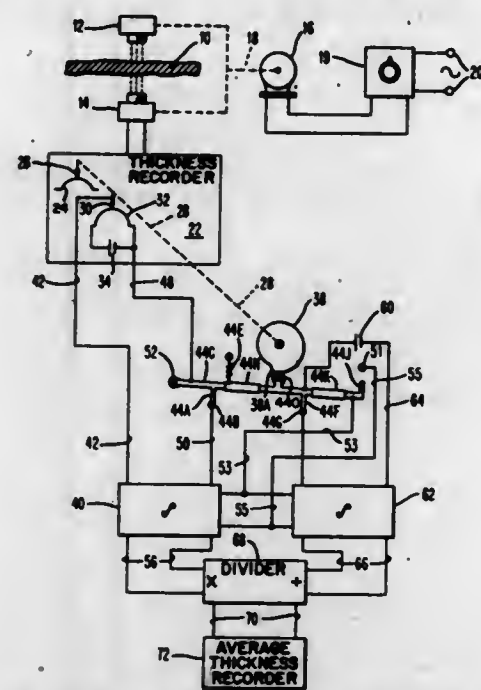 12
10
16
18
19
20
14
THICKNESS
RECORDER
26
24
30
32
28
22
34
42
48
28
38
60
44E
44J
51
52
44C
44H
44K
55
38A
44D
44A
44B
44G
44F
64
42
50
53
53
55
40
62
∫
∫
68
56
DIVIDER
66
X
÷
70
72
AVERAGE
THICKNESS
RECORDER